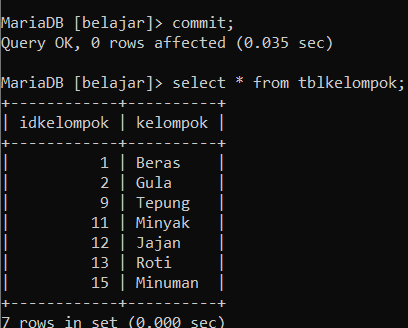 MariaDB [belajar]> commit;
Query OK, 0 rows affected (0.035 sec)
MariaDB [belajar]> select * from tblkelompok;
+------------+----------+
| idkelompok | kelompok |
+------------+----------+
|          1 | Beras    |
|          2 | Gula     |
|          9 | Tepung   |
|         11 | Minyak   |
|         12 | Jajan    |
|         13 | Roti     |
|         15 | Minuman  |
+------------+----------+
7 rows in set (0.000 sec)